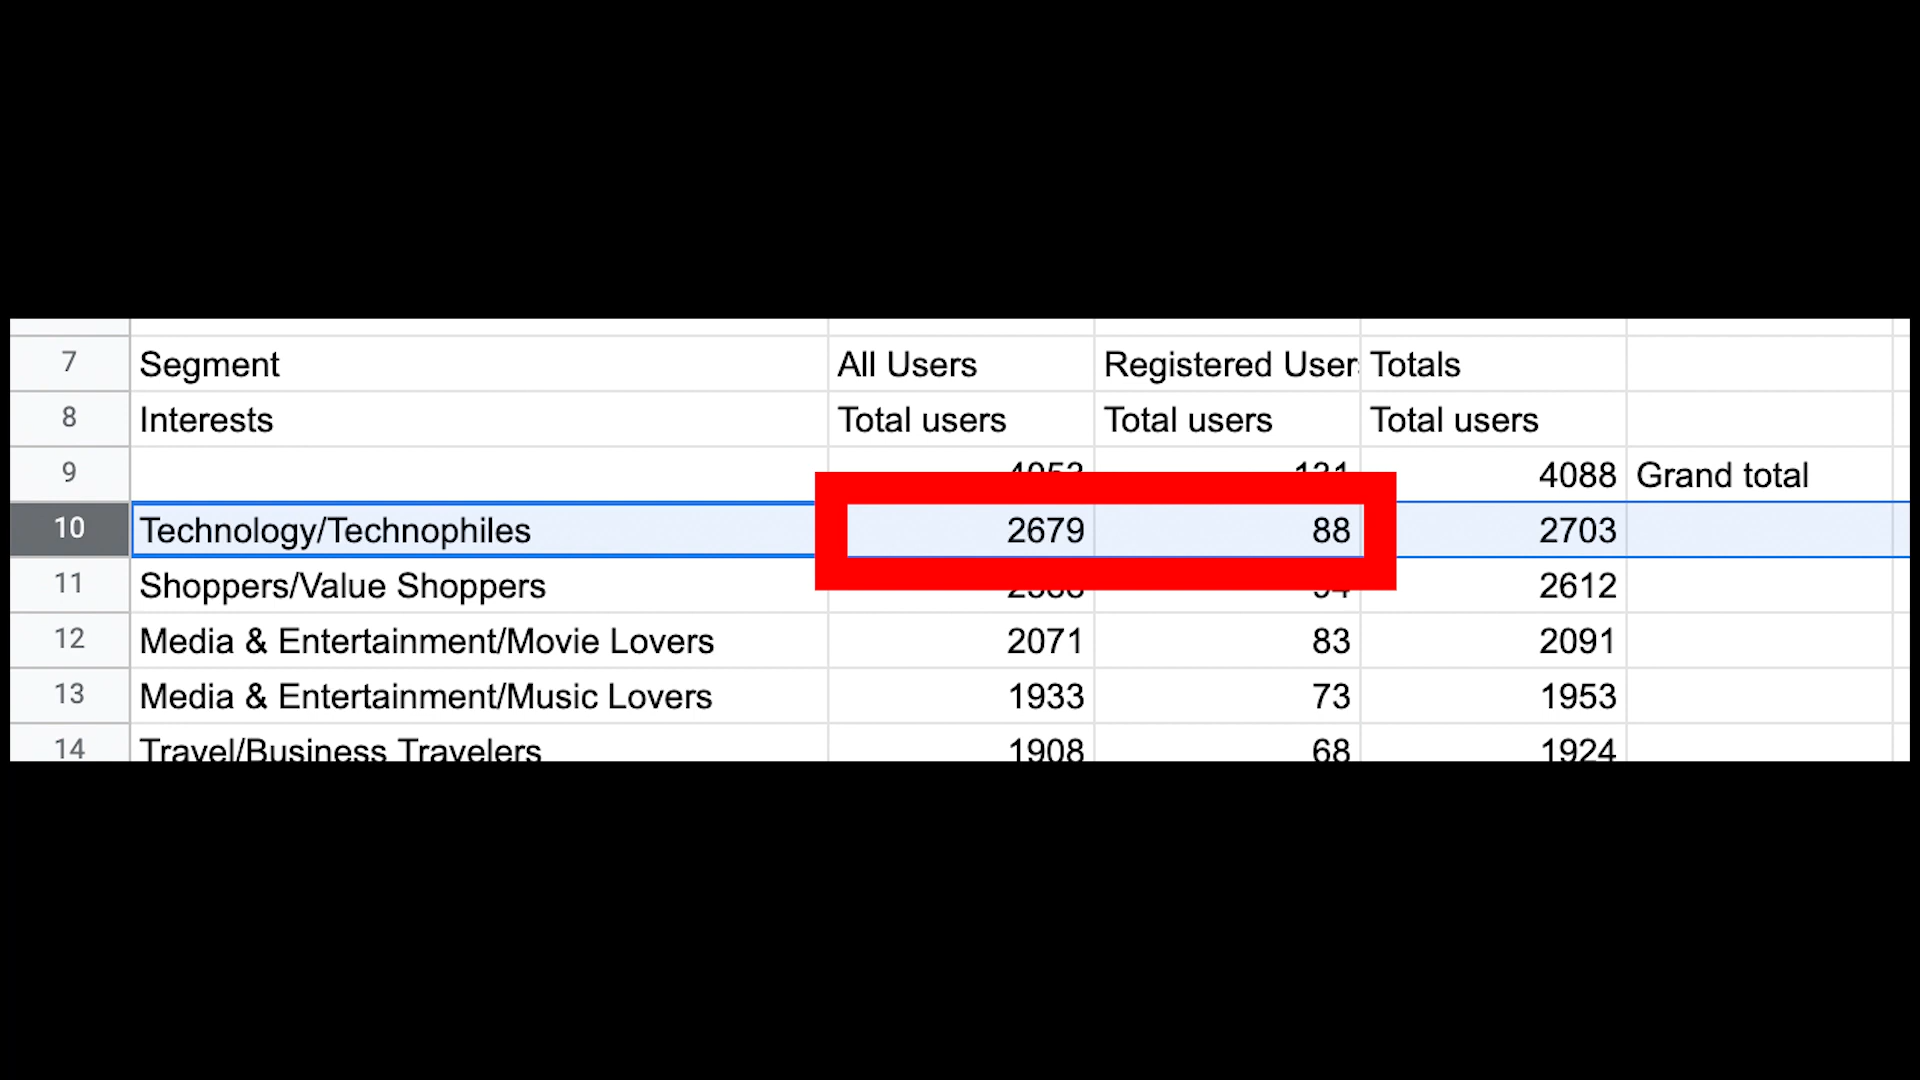 7 Segment All Users Registered User Totals
8 Interests Total users Total users Total users
9 4053 131 4088 Grand total
10 Technology/Technophiles 2679 88 2703
11 Shoppers/Value Shoppers 2612
12 Media & Entertainment/Movie Lovers 2071 83 2091
13 Media & Entertainment/Music Lovers 1933 73 1953
14 Travel/Business Travelers 1908 68 1924